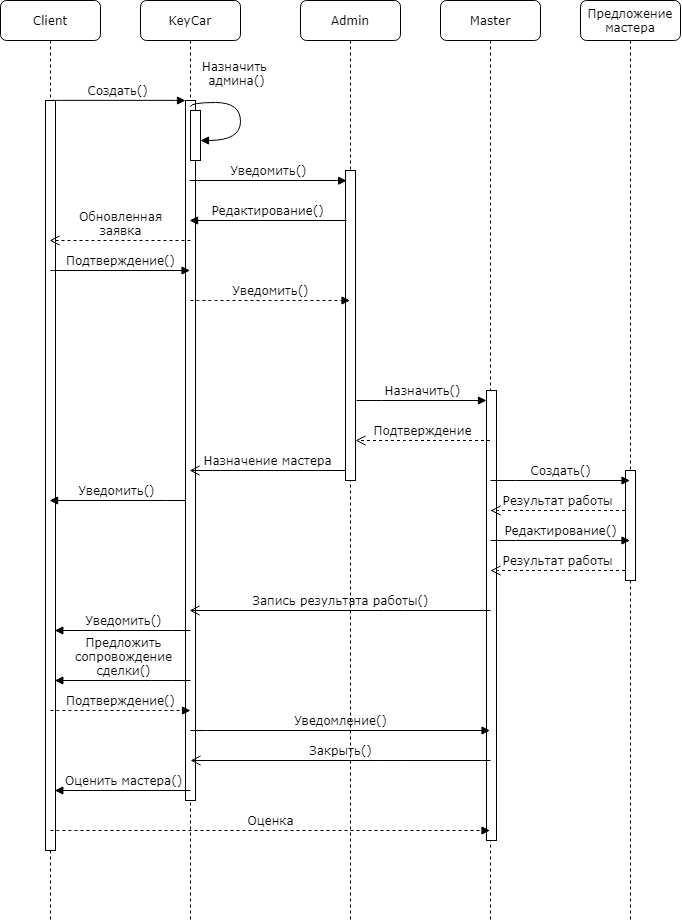 Client
KeyCar
Admin
Master
Предложение
мастера
Назначить
админа()
Создать()
Уведомить()
Редактирование()
Обновленная
заявка
Подтверждение()
Уведомить()
Назначить()
Подтверждение
Назначение мастера
Создать()
Уведомить()
Результат работы
Редактирование()
Результат работы
Запись результата работы()
Уведомить()
Предложить
сопровождение
сделки()
Подтверждение()
Уведомление()
Закрыть()
Оценить мастера()
Оценка